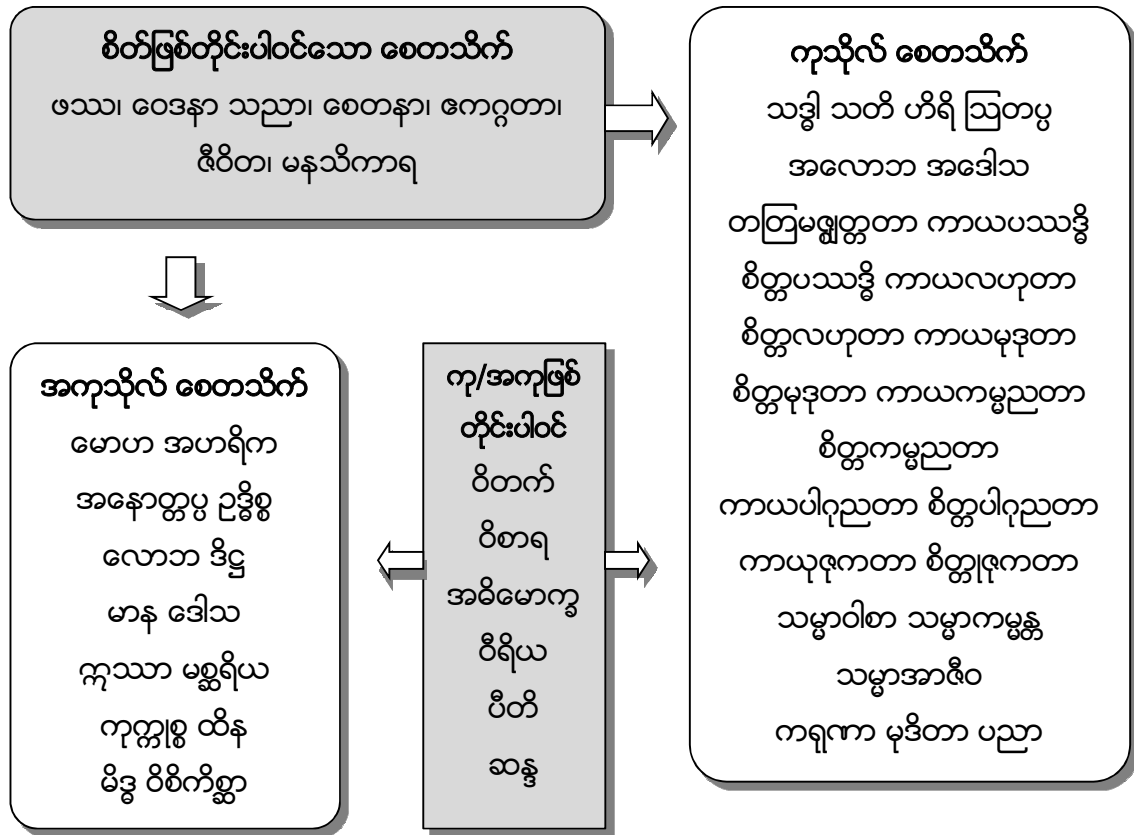 စိတ်ဖြစ်တိုင်းပါဝင်သော စေတသိက်
ဖဿ၊ ဝေဒနာ သညာ၊ စေတနာ၊ ဧကဂ္ဂတာ၊
ဇီဝိတ၊ မနသိကာရ
ကုသိုလ် စေတသိက်
သဒ္ဓါ သတိ ဟိရိ ဩတပ္ပ
အလောဘ အဒေါသ
တတြမဇ္ဈတ္တတာ ကာယပဿဒ္ဓိ
စိတ္တပဿဒ္ဓိ ကာယလဟုတာ
စိတ္တလဟုတာ ကာယမုဒုတာ
စိတ္တမုဒုတာ ကာယကမ္မညတာ
စိတ္တကမ္မညတာ
ကာယပါဂုညတာ စိတ္တပါဂုညတာ
ကာယုဇုကတာ စိတ္တုဇုကတာ
သမ္မာဝါစာ သမ္မာကမ္မန္တ
သမ္မာအာဇီဝ
ကရုဏာ မုဒိတာ ပညာ
အကုသိုလ် စေတသိက်
မောဟ အဟရိက
အနောတ္တပ္ပ ဥဒ္ဓိစ္စ
လောဘ ဒိဋ္ဌ
မာန ဒေါသ
ဣဿာ မစ္ဆရိယ
ကုက္ကုစ္စ ထိန
မိဒ္ဓ ဝိစိကိစ္ဆာ
ကု/အကုဖြစ်
တိုင်းပါဝင်
ဝိတက်
ဝိစာရ
အဓိမောက္ခ
ဝီရိယ
ပီတိ
ဆန္ဒ